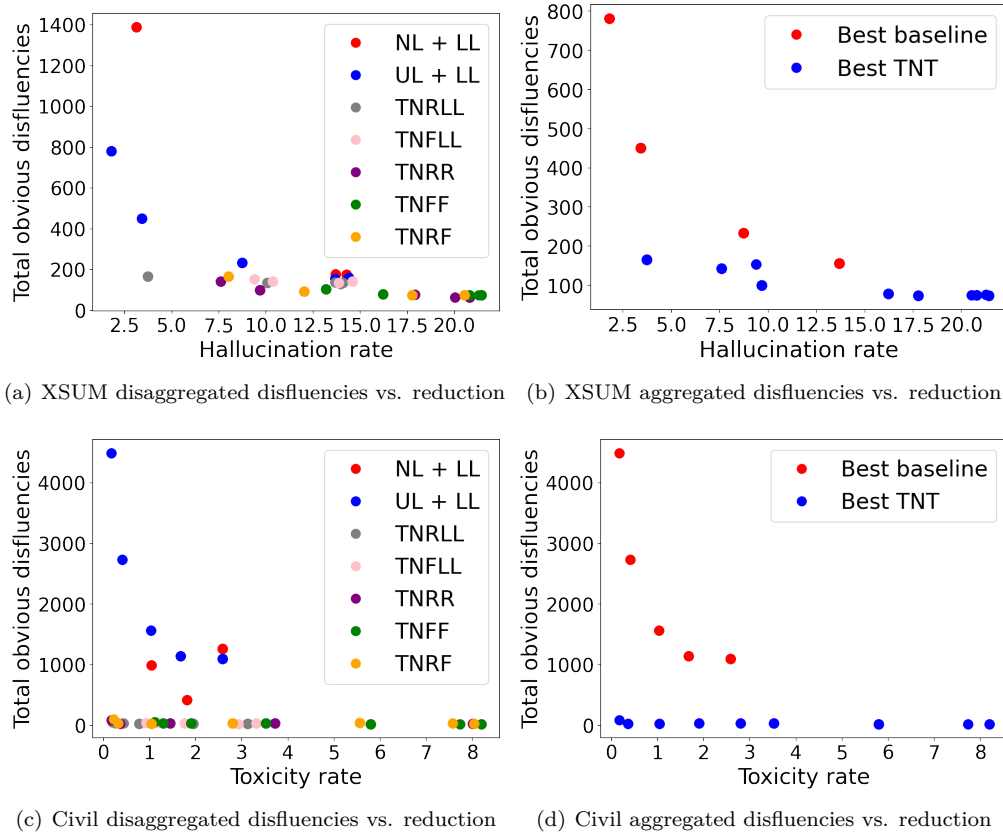 Total obvious disfluencies
1400
1200
1000
800
600
400
200
0
NL + LL
UL + LL
TNRLL
TNFLL
TNRR
TNFF
TNRF
2.5 5.0 7.5 10.0 12.5 15.0 17.5 20.0
Hallucination rate
(a) XSUM disaggregated disfluencies vs. reduction
Total obvious disfluencies
800
700
600
500
400
300
200
100
Best baseline
Best TNT
2.5 5.0 7.5 10.0 12.5 15.0 17.5 20.0
Hallucination rate
(b) XSUM aggregated disfluencies vs. reduction
Total obvious disfluencies
4000
3000
2000
1000
0
NL + LL
UL + LL
TNRLL
TNFLL
TNRR
TNFF
TNRF
0 1 2 3 4 5 6 7 8
Toxicity rate
(c) Civil disaggregated disfluencies vs. reduction
Total obvious disfluencies
4000
3000
2000
1000
0
Best baseline
Best TNT
0 1 2 3 4 5 6 7 8
Toxicity rate
(d) Civil aggregated disfluencies vs. reduction